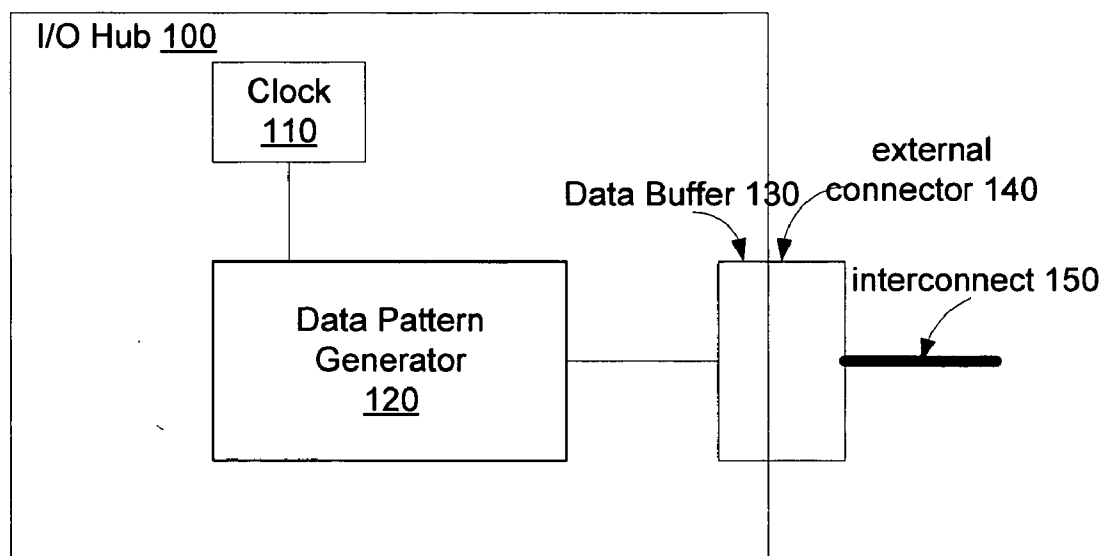 I/O Hub 100
Clock
110
external
connector 140
Data Buffer 130
interconnect 150
Data Pattern
Generator
120